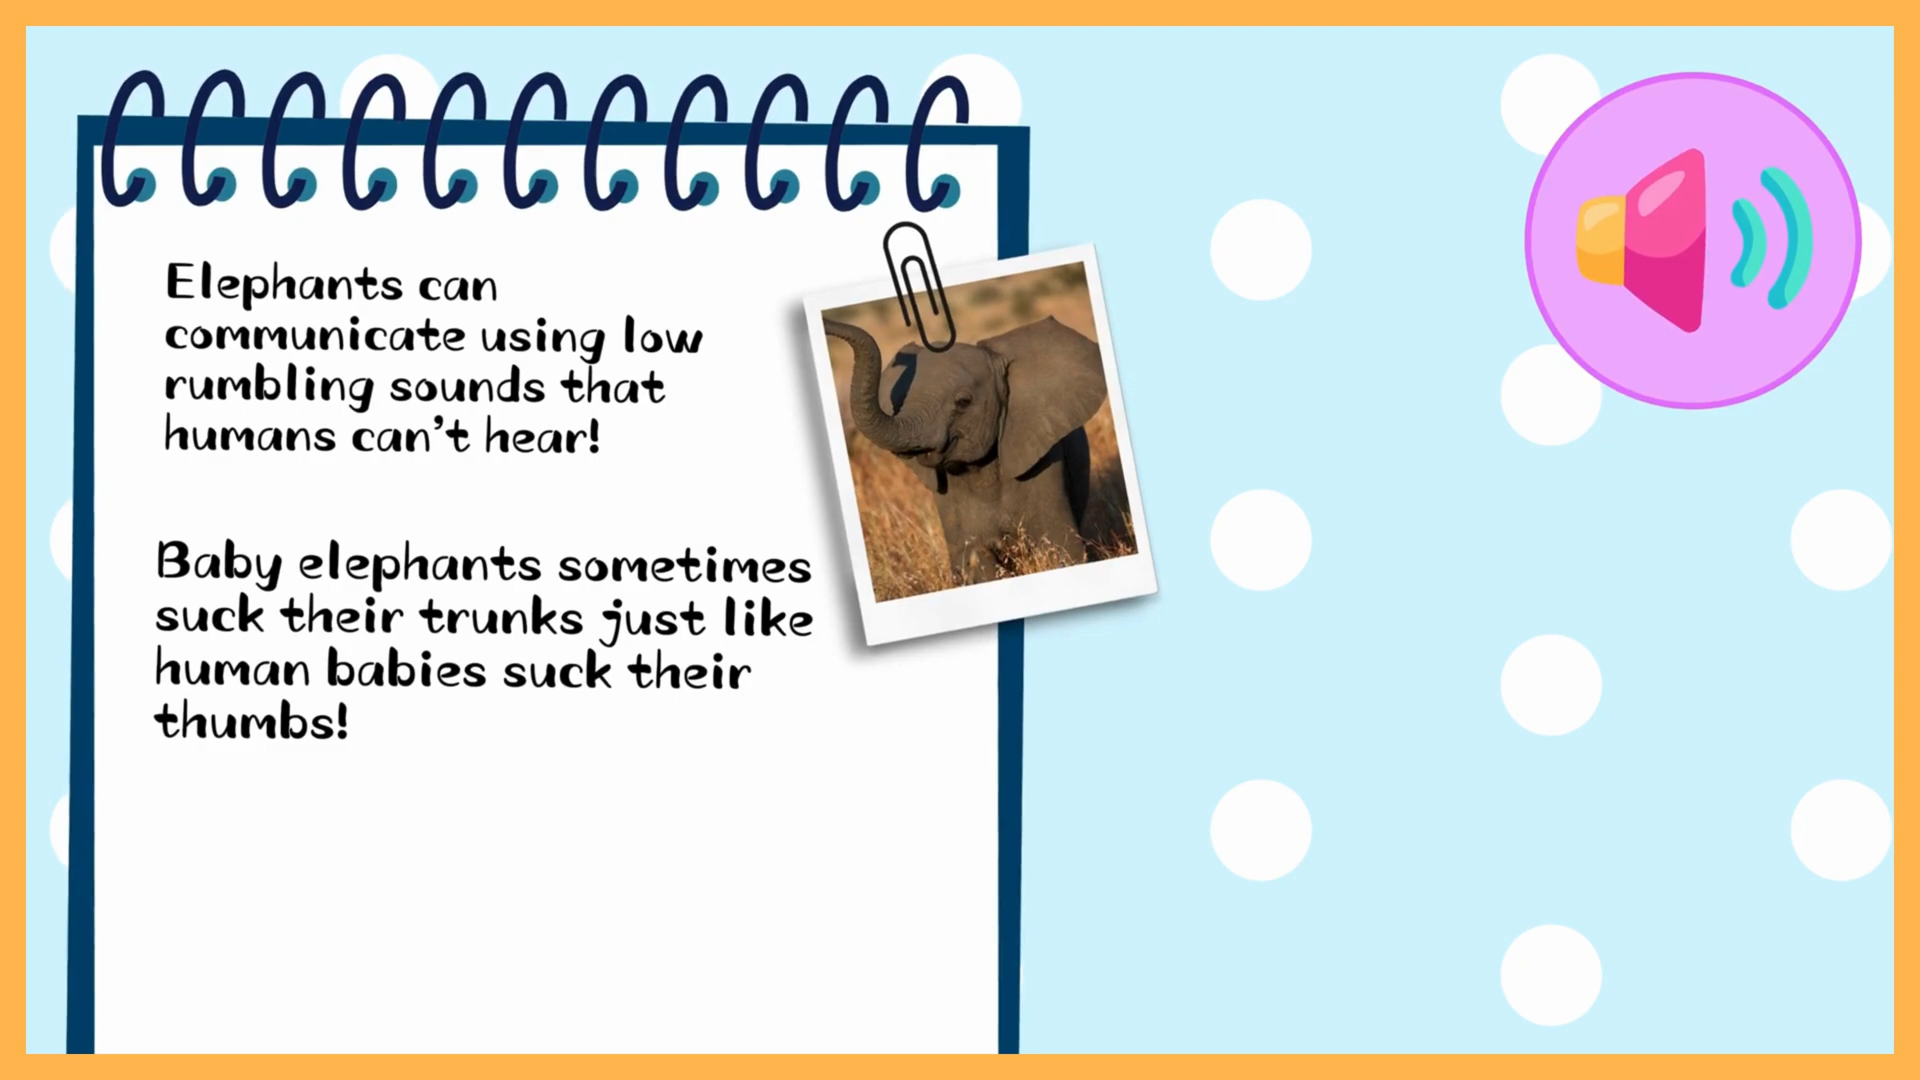 Elephants can
communicate using low
rumbling sounds that
humans can't hear!
Baby elephants sometimes
suck their trunks just like
human babies suck their
thumbs!